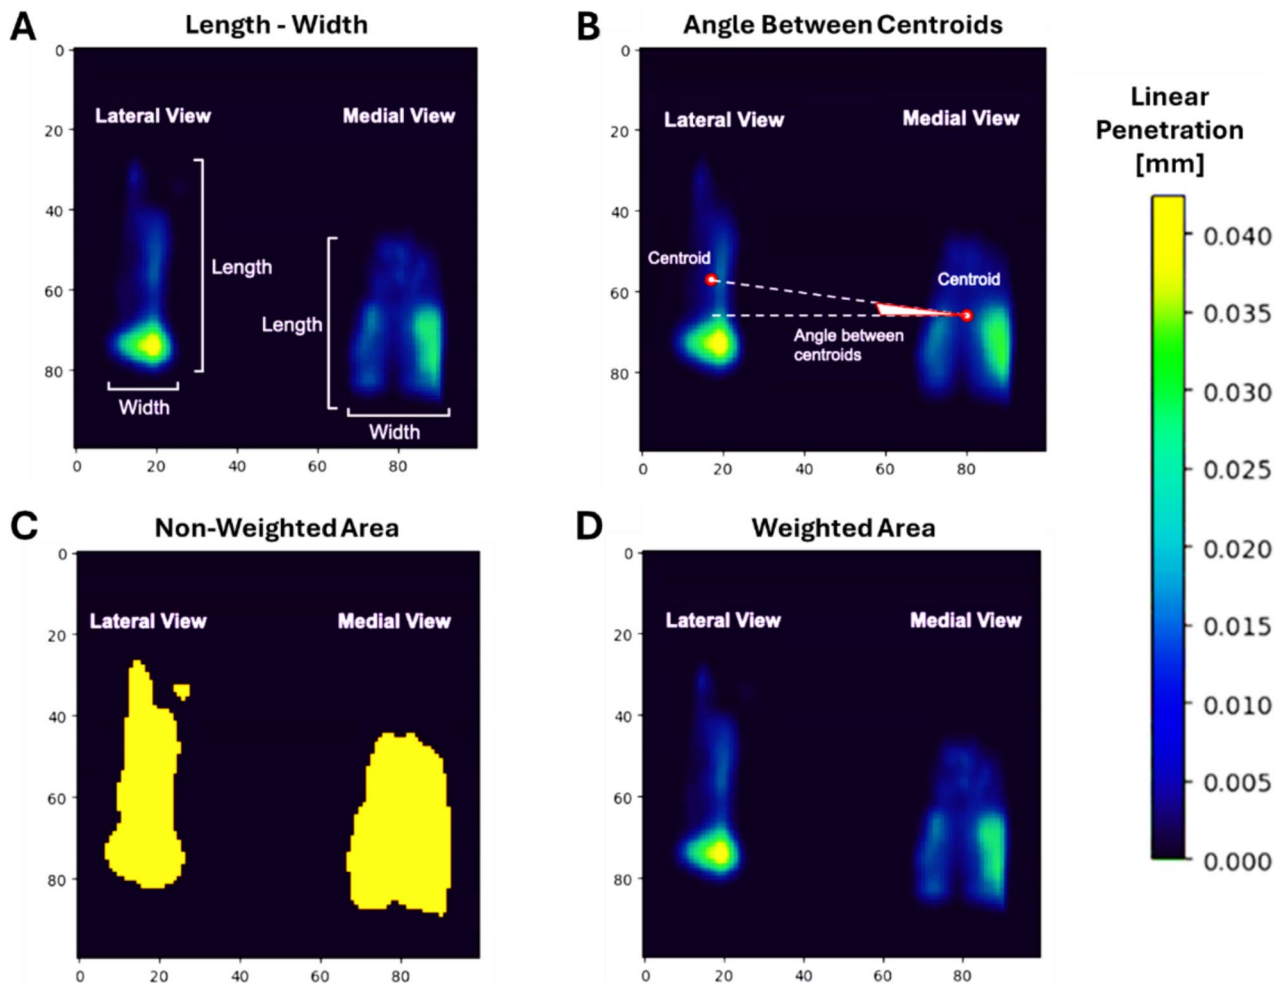 A
Length - Width
0
20
40
60
80
Lateral View
Medial View
Length
Length
Width
Width
0
20
40
60
80
B
Angle Between Centroids
0
20
40
60
80
Lateral View
Medial View
Centroid
Centroid
Angle between
centroids
0
20
40
60
80
Linear
Penetration
[mm]
0.040
0.035
0.030
0.025
0.020
0.015
0.010
0.005
0.000
C
Non-Weighted Area
0
20
40
60
80
Lateral View
Medial View
0
20
40
60
80
D
Weighted Area
0
20
40
60
80
Lateral View
Medial View
0
20
40
60
80